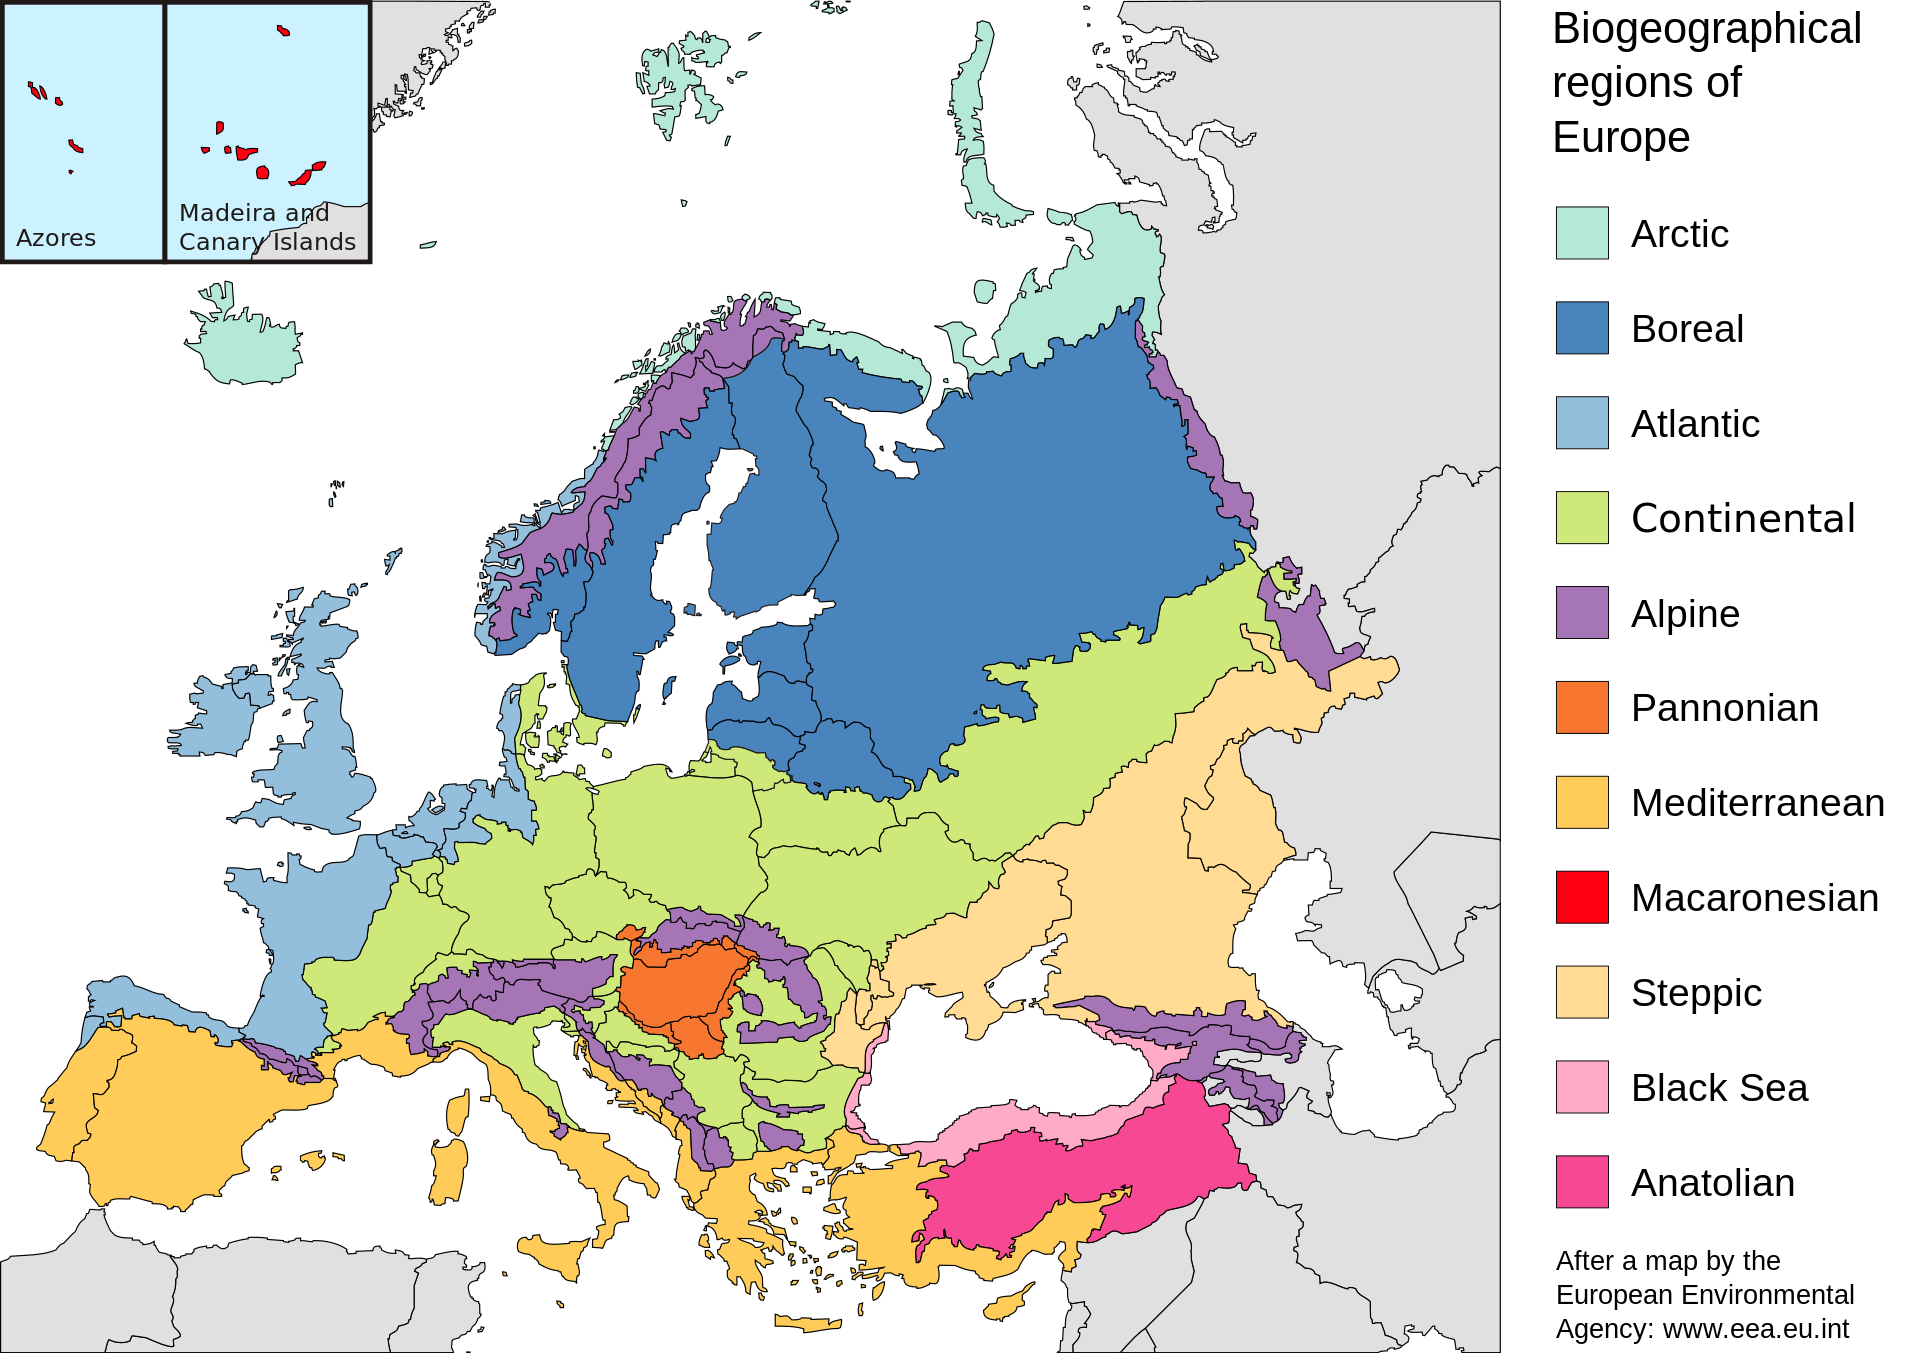 Azores
Madeira and
Canary Islands
Biogeographical
regions of
Europe
Arctic
Boreal
Atlantic
Continental
Alpine
Pannonian
Mediterranean
Macaronesian
Steppic
Black Sea
Anatolian
After a map by the
European Environmental
Agency: www.eea.eu.int